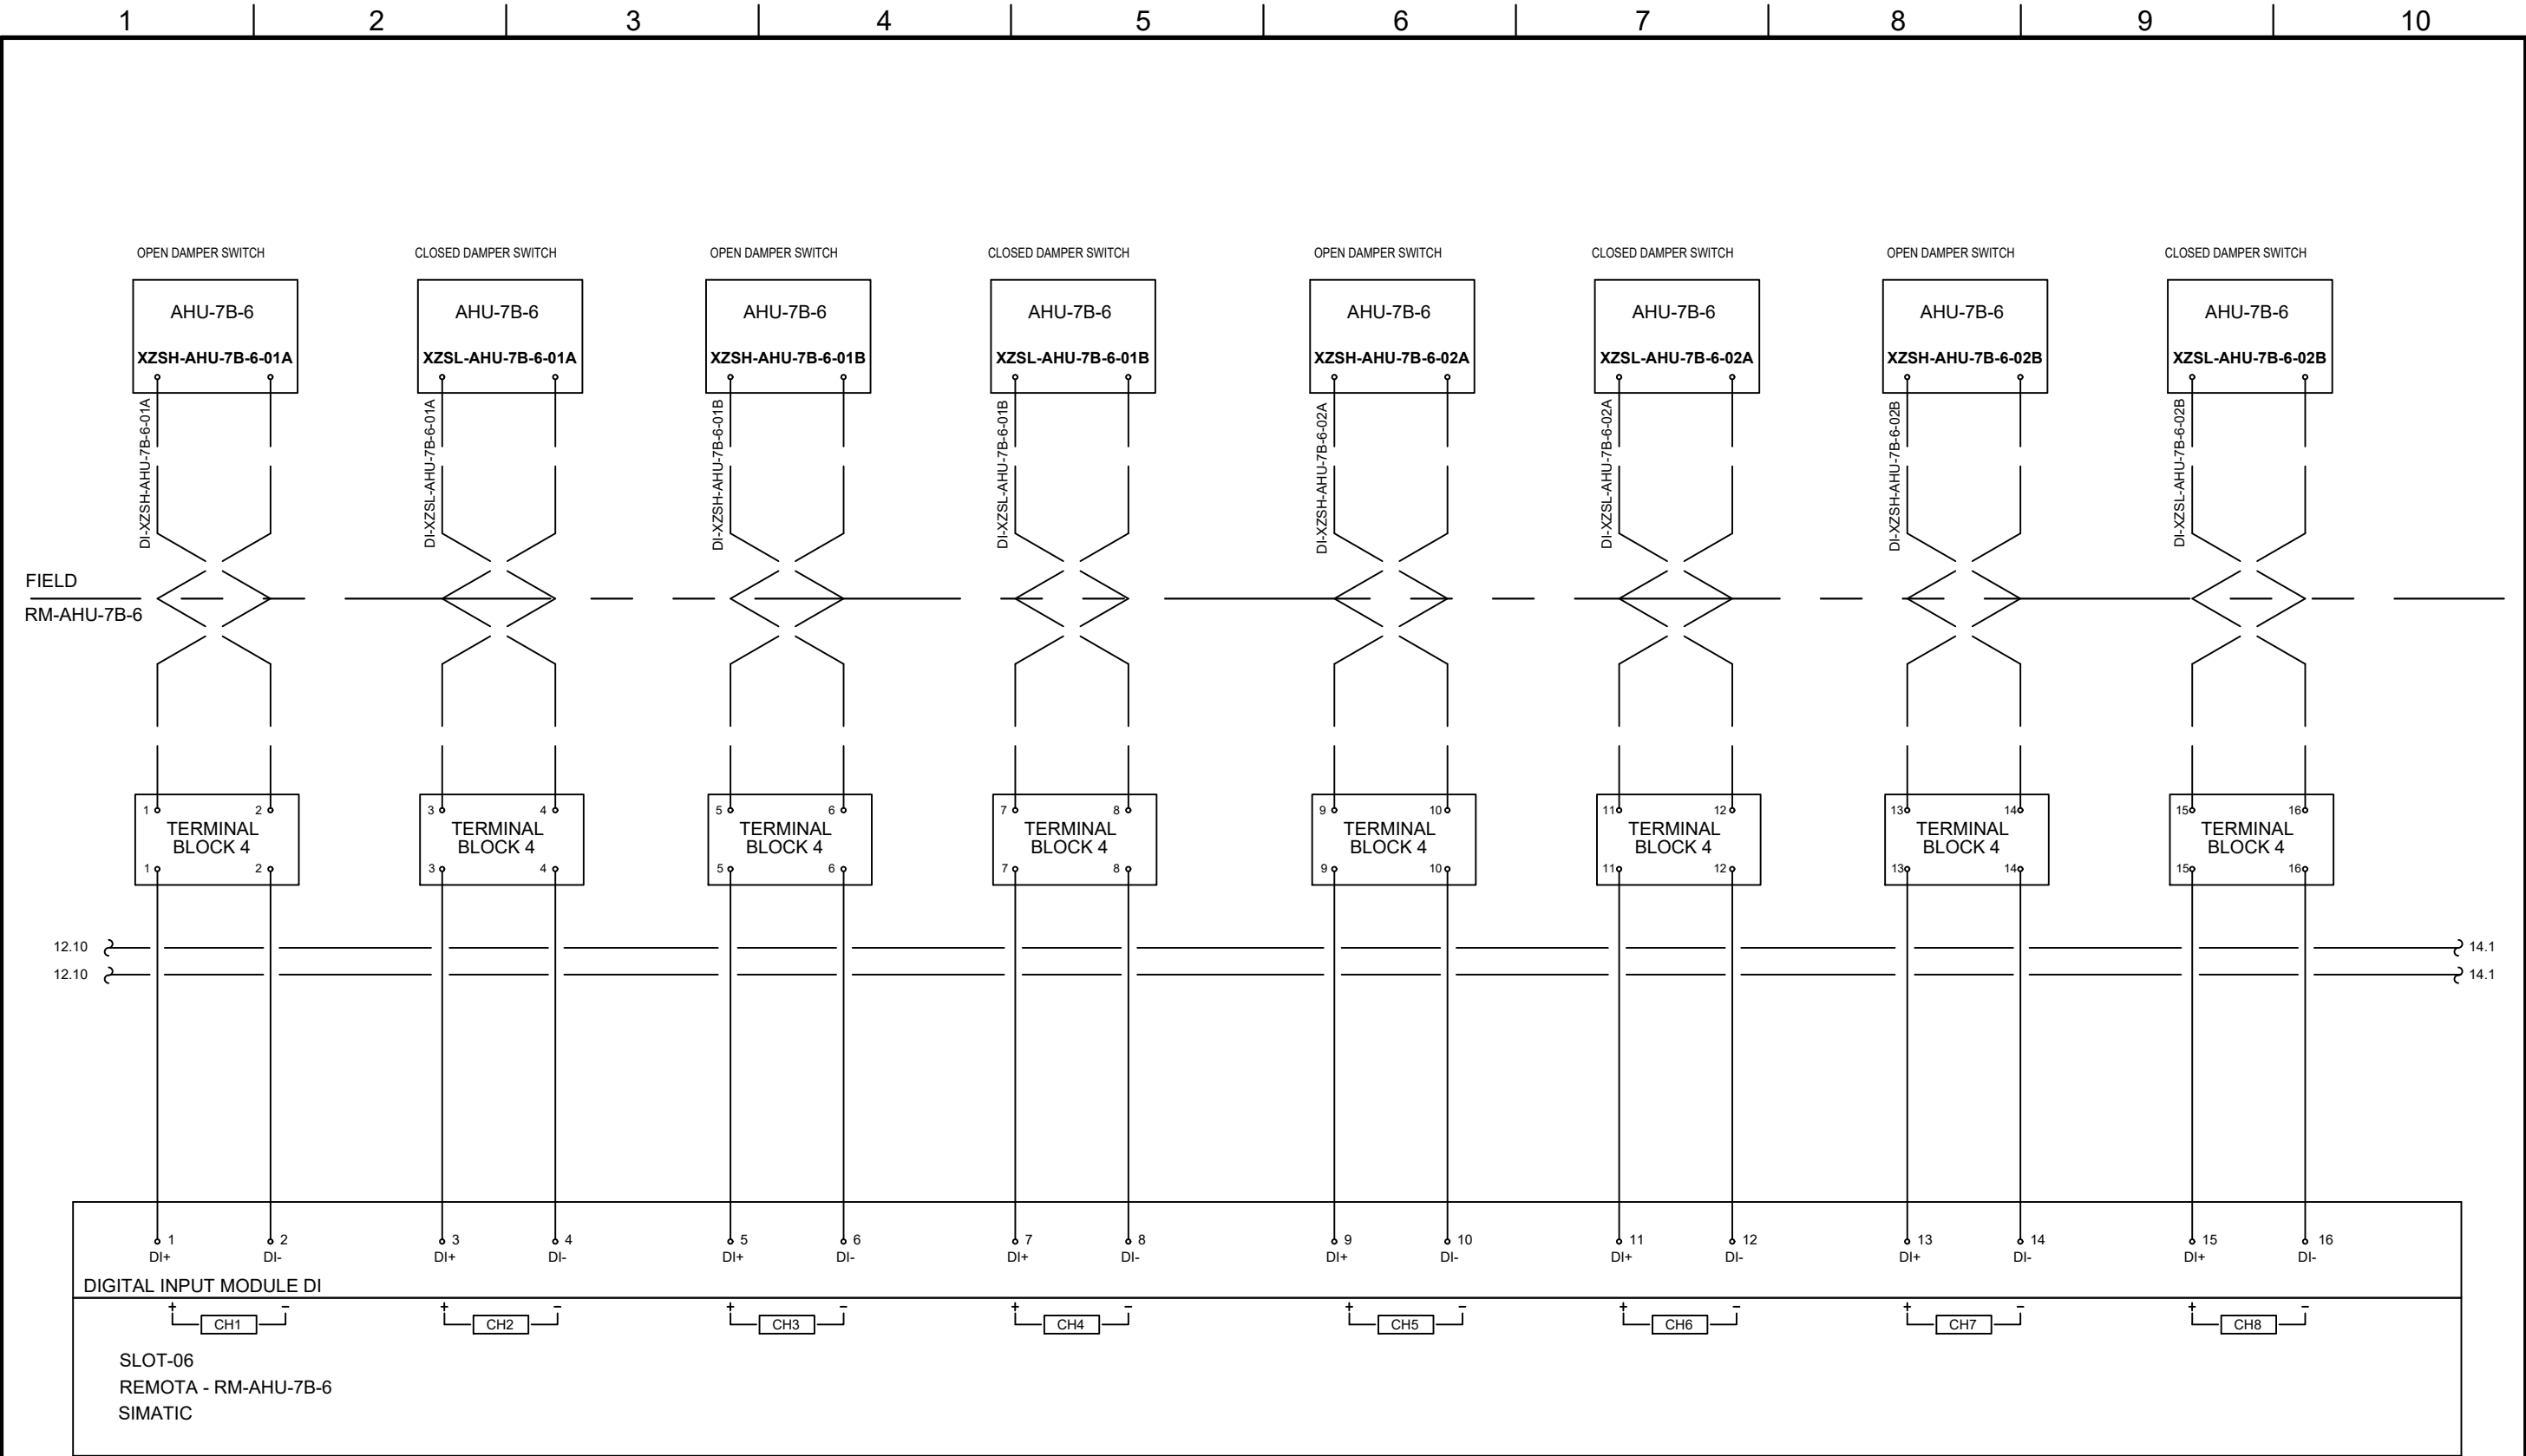 1 2 3 4 5 6 7 8 9 10
OPEN DAMPER SWITCH CLOSED DAMPER SWITCH OPEN DAMPER SWITCH CLOSED DAMPER SWITCH OPEN DAMPER SWITCH CLOSED DAMPER SWITCH OPEN DAMPER SWITCH CLOSED DAMPER SWITCH
AHU-7B-6 AHU-7B-6 AHU-7B-6 AHU-7B-6 AHU-7B-6 AHU-7B-6 AHU-7B-6 AHU-7B-6
XZSH-AHU-7B-6-01A XZSL-AHU-7B-6-01A XZSH-AHU-7B-6-01B XZSL-AHU-7B-6-01B XZSH-AHU-7B-6-02A XZSL-AHU-7B-6-02A XZSH-AHU-7B-6-02B XZSL-AHU-7B-6-02B
DI-XZSH-AHU-7B-6-01A DI-XZSL-AHU-7B-6-01A DI-XZSH-AHU-7B-6-01B DI-XZSL-AHU-7B-6-01B DI-XZSH-AHU-7B-6-02A DI-XZSL-AHU-7B-6-02A DI-XZSH-AHU-7B-6-02B DI-XZSL-AHU-7B-6-02B
FIELD
RM-AHU-7B-6
1 2 3 4 5 6 7 8 9 10 11 12 13 14 15 16
TERMINAL TERMINAL TERMINAL TERMINAL TERMINAL TERMINAL TERMINAL TERMINAL
BLOCK 4 BLOCK 4 BLOCK 4 BLOCK 4 BLOCK 4 BLOCK 4 BLOCK 4 BLOCK 4
1 2 3 4 5 6 7 8 9 10 11 12 13 14 15 16
12.10 14.1
12.10 14.1
1 2 3 4 5 6 7 8 9 10 11 12 13 14 15 16
DI+ DI- DI+ DI- DI+ DI- DI+ DI- DI+ DI- DI+ DI- DI+ DI- DI+ DI-
DIGITAL INPUT MODULE DI
+ - + - + - + - + - + - + - + -
CH1 CH2 CH3 CH4 CH5 CH6 CH7 CH8
SLOT-06
REMOTA - RM-AHU-7B-6
SIMATIC